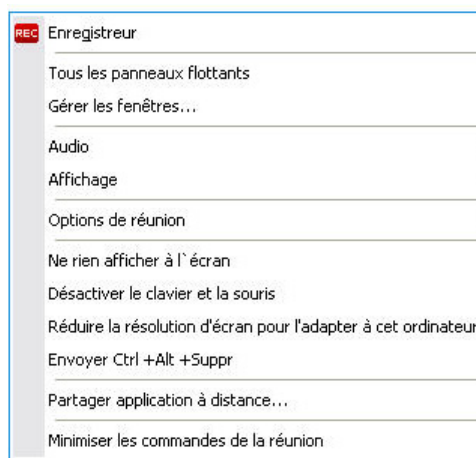 REC Enregistreur
Tous les panneaux flottants
Gérer les fenêtres...
Audio
Affichage
Options de réunion
Ne rien afficher à l`écran
Désactiver le clavier et la souris
Réduire la résolution d'écran pour l'adapter à cet ordinateur
Envoyer Ctrl +Alt +Suppr
Partager application à distance...
Minimiser les commandes de la réunion